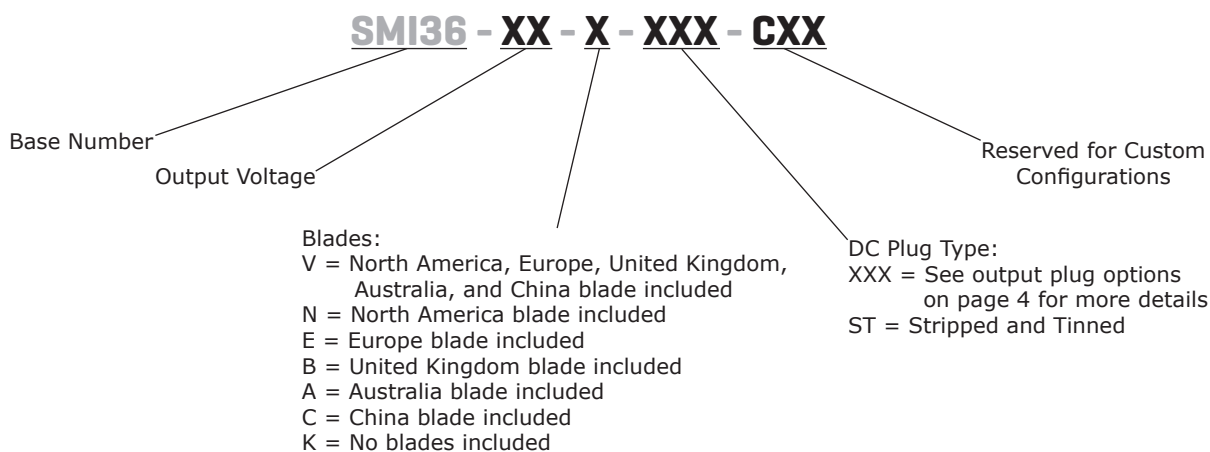 SMI36 - XX - X - XXX - CXX
Base Number
Output Voltage
Reserved for Custom
Configurations
Blades:
V = North America, Europe, United Kingdom,
Australia, and China blade included
N = North America blade included
E = Europe blade included
B = United Kingdom blade included
A = Australia blade included
C = China blade included
K = No blades included
DC Plug Type:
XXX = See output plug options
on page 4 for more details
ST = Stripped and Tinned